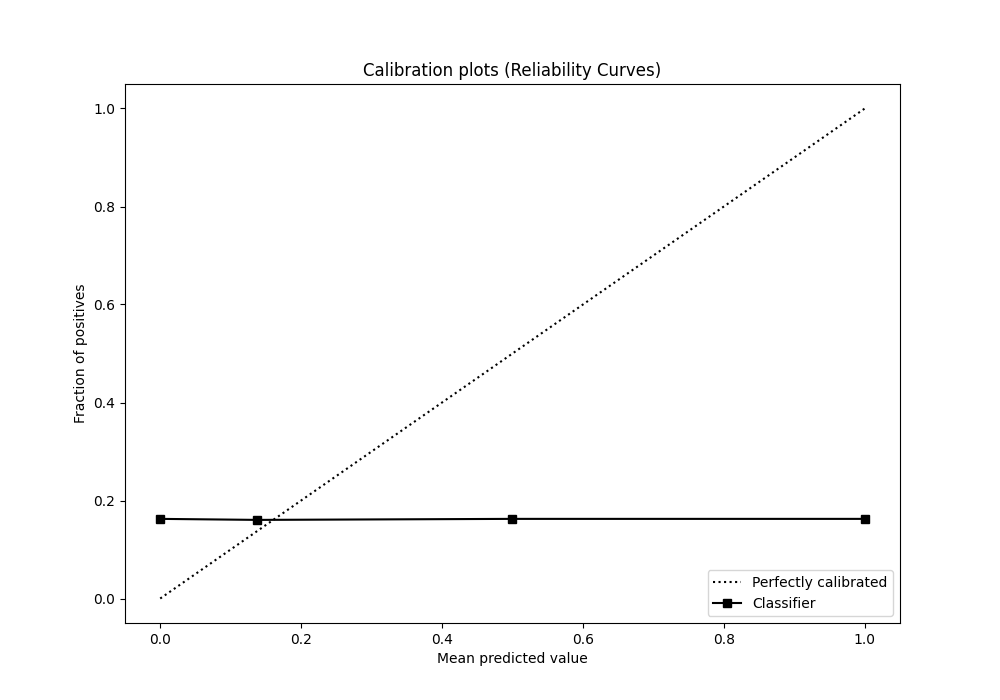 Calibration plots (Reliability Curves)
Fraction of positives
1.0
0.8
0.6
0.4
0.2
0.0
0.0 0.2 0.4 0.6 0.8 1.0
Mean predicted value
Perfectly calibrated
Classifier